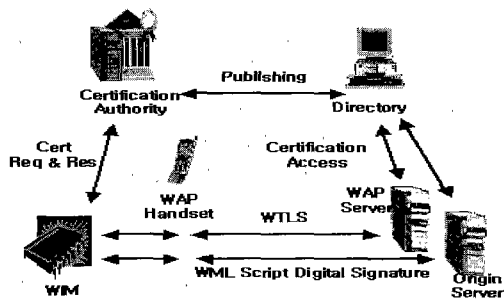 Publishing
Certification
Authority
Directory
Cert
Req & Res
Certification
Access
WAP
Handset
WAP
Server
WTLS
WML Script Digital Signature
WIM
Origin
Server